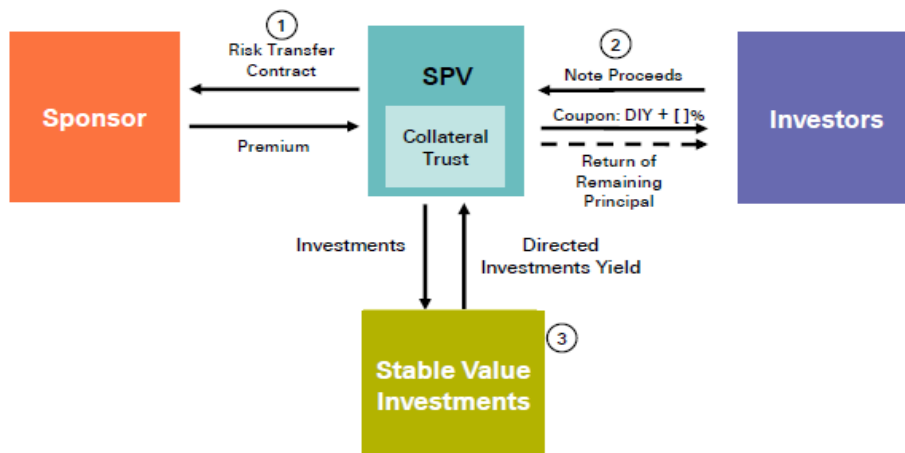 1
Risk Transfer
Contract
Sponsor
Premium
SPV
Collateral
Trust
2
Note Proceeds
Coupon: DIY + [ ]%
Return of
Remaining
Principal
Investors
Investments
Directed
Investments Yield
3
Stable Value
Investments